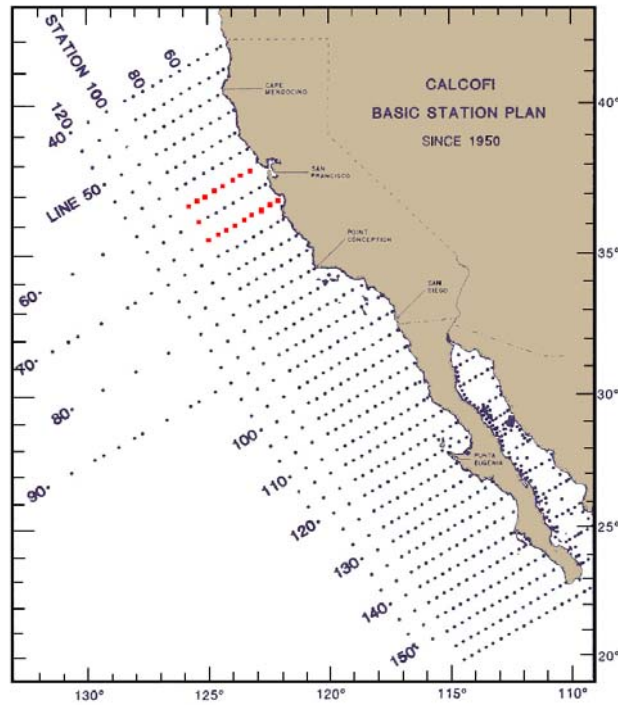 CALCOFI
BASIC STATION PLAN
SINCE 1950
STATION 100
80
60
120
40
LINE 50
60
70
80
90
100
110
120
130
140
150
CAPE
MENDOCINO
SAN
FRANCISCO
POINT
CONCEPTION
SAN
DIEGO
PUNTA
EUGENIA
40°
35°
30°
25°
20°
130°
125°
120°
115°
110°